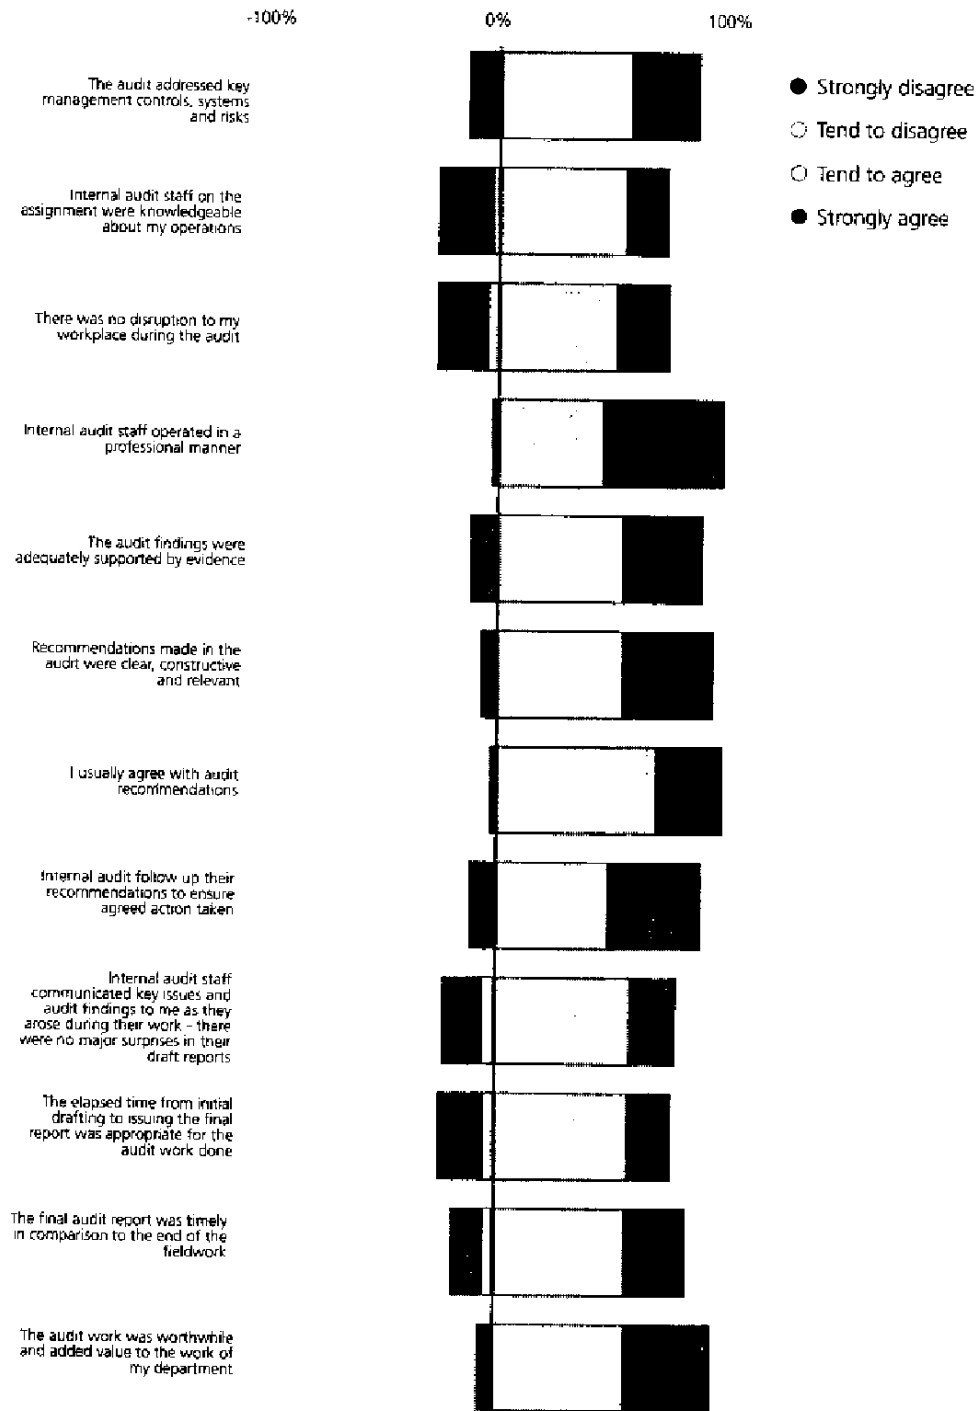 -100%
0%
100%
The audit addressed key
management controls, systems
and risks
Strongly disagree
Tend to disagree
Tend to agree
Strongly agree
Internal audit staff on the
assignment were knowledgeable
about my operations
There was no disruption to my
workplace during the audit
Internal audit staff operated in a
professional manner
The audit findings were
adequately supported by evidence
Recommendations made in the
audit were clear, constructive
and relevant
I usually agree with audit
recommendations
Internal audit follow up their
recommendations to ensure
agreed action taken
Internal audit staff
communicated key issues and
audit findings to me as they
arose during their work – there
were no major surprises in their
draft reports
The elapsed time from initial
drafting to issuing the final
report was appropriate for the
audit work done
The final audit report was timely
in comparison to the end of the
fieldwork
The audit work was worthwhile
and added value to the work of
my department